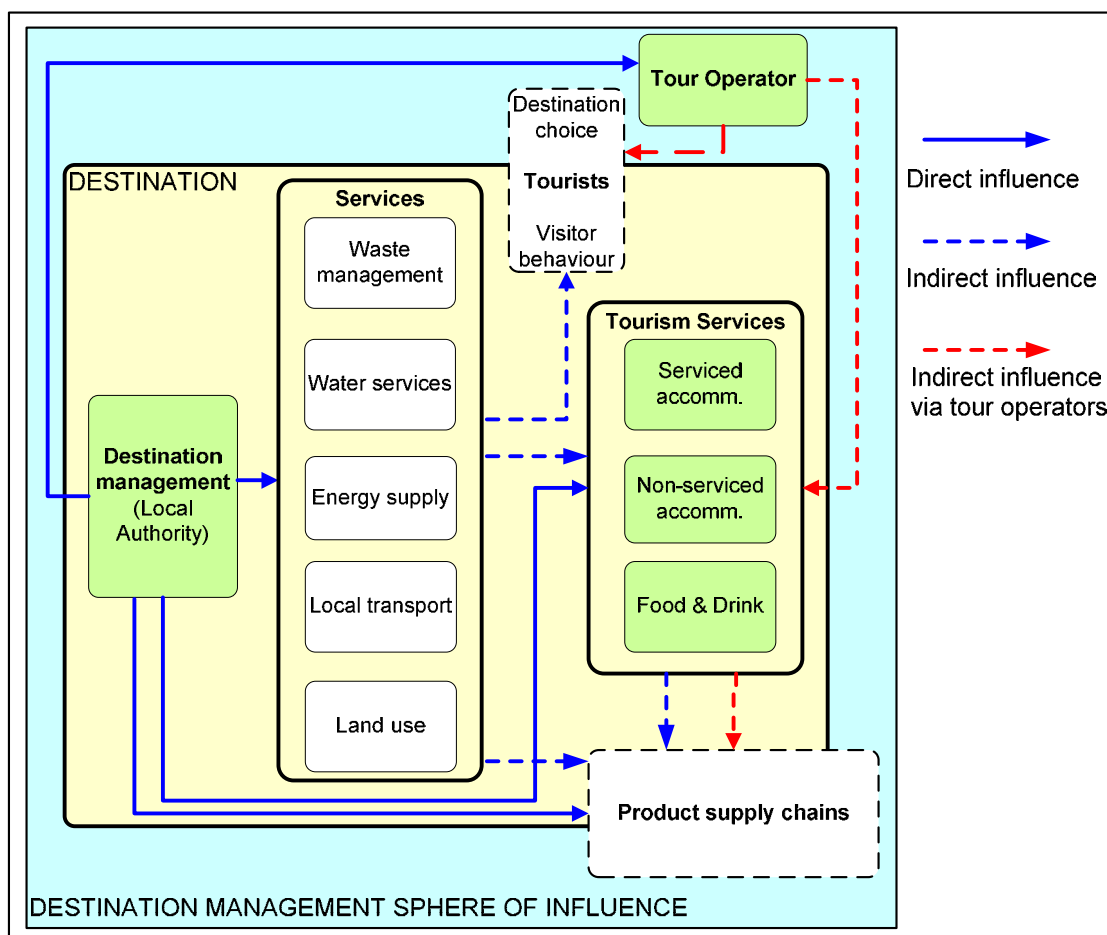 Tour Operator
Destination
choice
Tourists
Visitor
behaviour
DESTINATION
Services
Waste
management
Water services
Energy supply
Local transport
Land use
Destination
management
(Local
Authority)
Tourism Services
Serviced
accomm.
Non-serviced
accomm.
Food & Drink
Product supply chains
DESTINATION MANAGEMENT SPHERE OF INFLUENCE
Direct influence
Indirect influence
Indirect influence
via tour operators